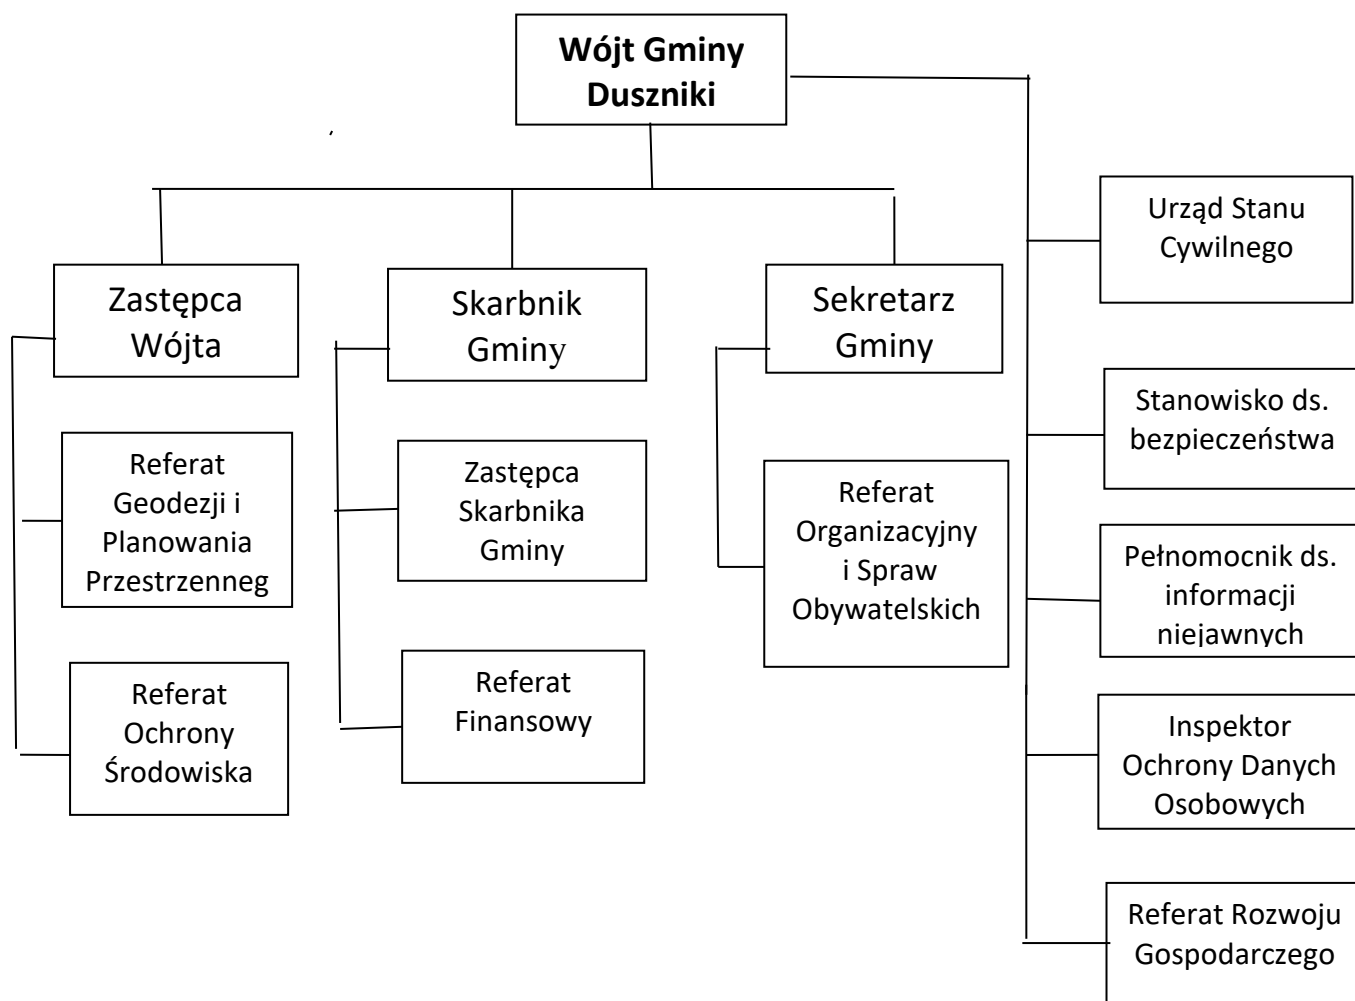 Wójt Gminy
Duszniki
Urząd Stanu
Cywilnego
Zastępca
Wójta
Skarbnik
Gminy
Sekretarz
Gminy
Stanowisko ds.
bezpieczeństwa
Referat
Geodezji i
Planowania
Przestrzenneg
Zastępca
Skarbnika
Gminy
Referat
Organizacyjny
i Spraw
Obywatelskich
Pełnomocnik ds.
informacji
niejawnych
Referat
Ochrony
Środowiska
Referat
Finansowy
Inspektor
Ochrony Danych
Osobowych
Referat Rozwoju
Gospodarczego